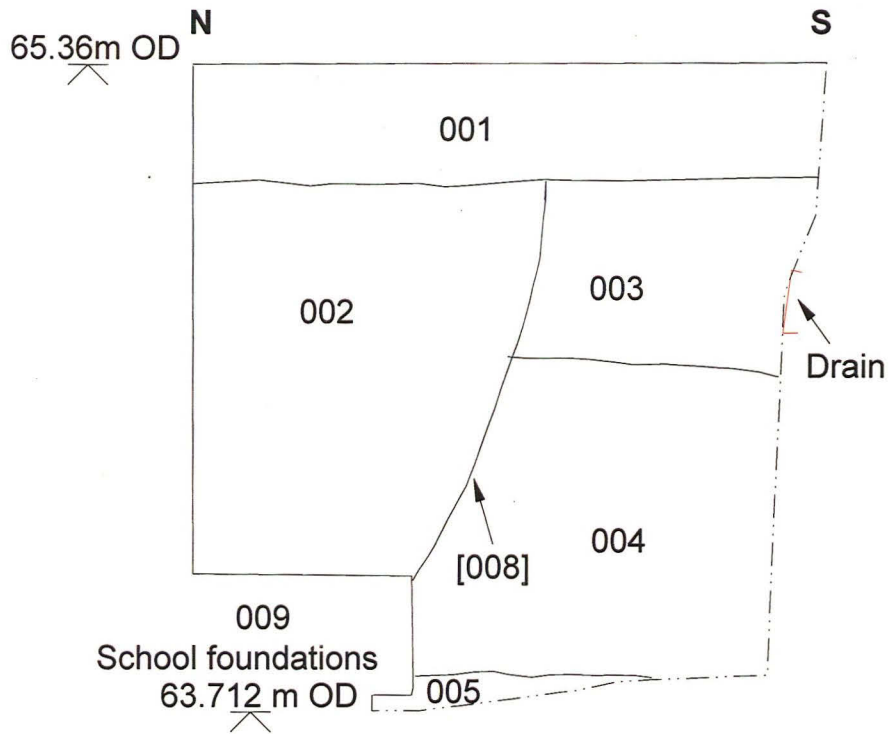 N S
65.36m OD
001
002 003
Drain
004
[008]
009
School foundations
63.712 m OD 005